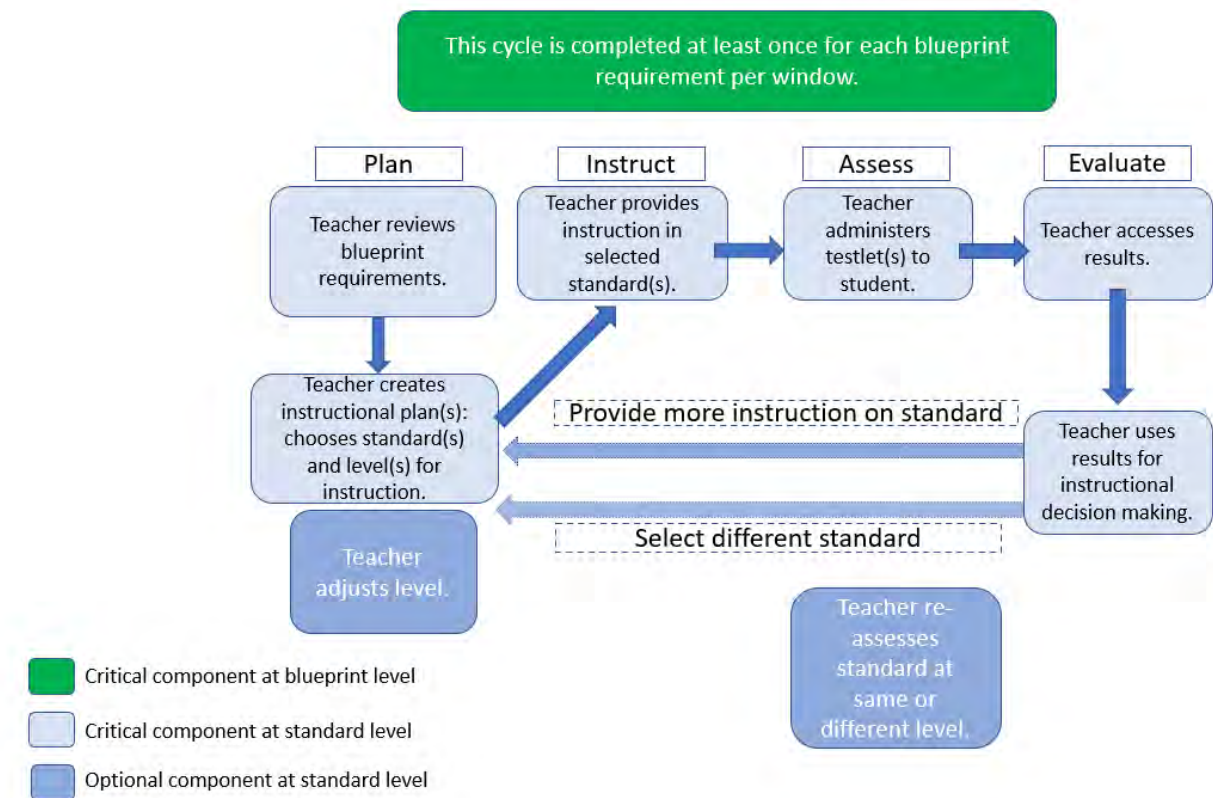 This cycle is completed at least once for each blueprint
requirement per window.
Plan
Instruct
Assess
Evaluate
Teacher reviews
blueprint
requirements.
Teacher provides
instruction in
selected
standard(s).
Teacher
administers
testlet(s) to
student.
Teacher accesses
results.
Teacher creates
instructional plan(s):
chooses standard(s)
and level(s) for
instruction.
Provide more instruction on standard
Select different standard
Teacher uses
results for
instructional
decision making.
Teacher
adjusts level.
Teacher re-
assesses
standard at
same or
different level.
Critical component at blueprint level
Critical component at standard level
Optional component at standard level